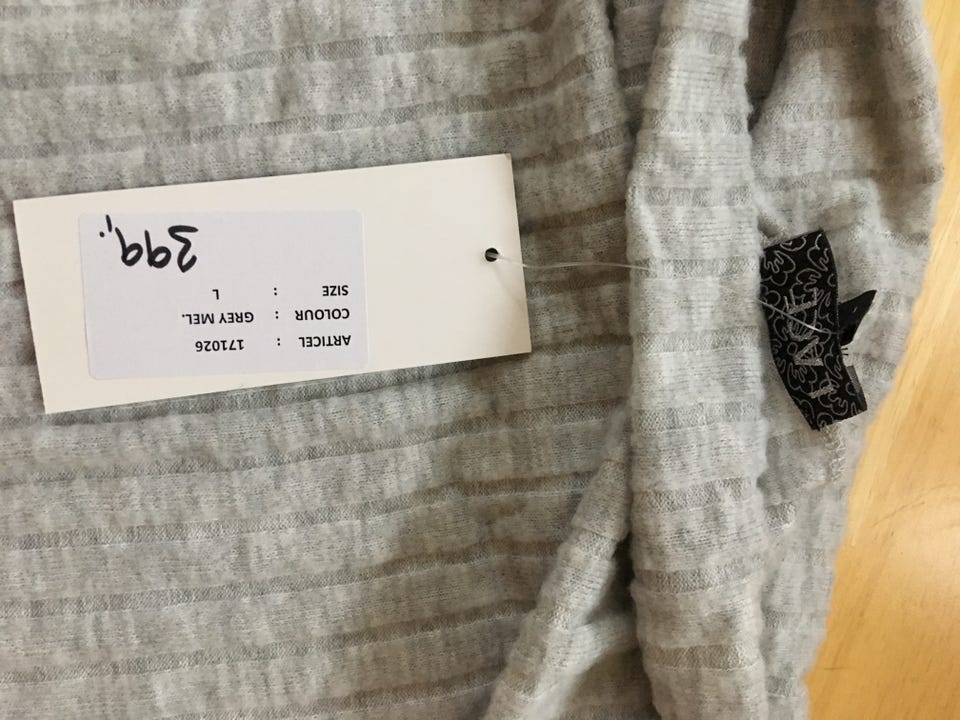 ARTICEL : 171026
COLOUR : GREY MEL.
SIZE : L
399,-